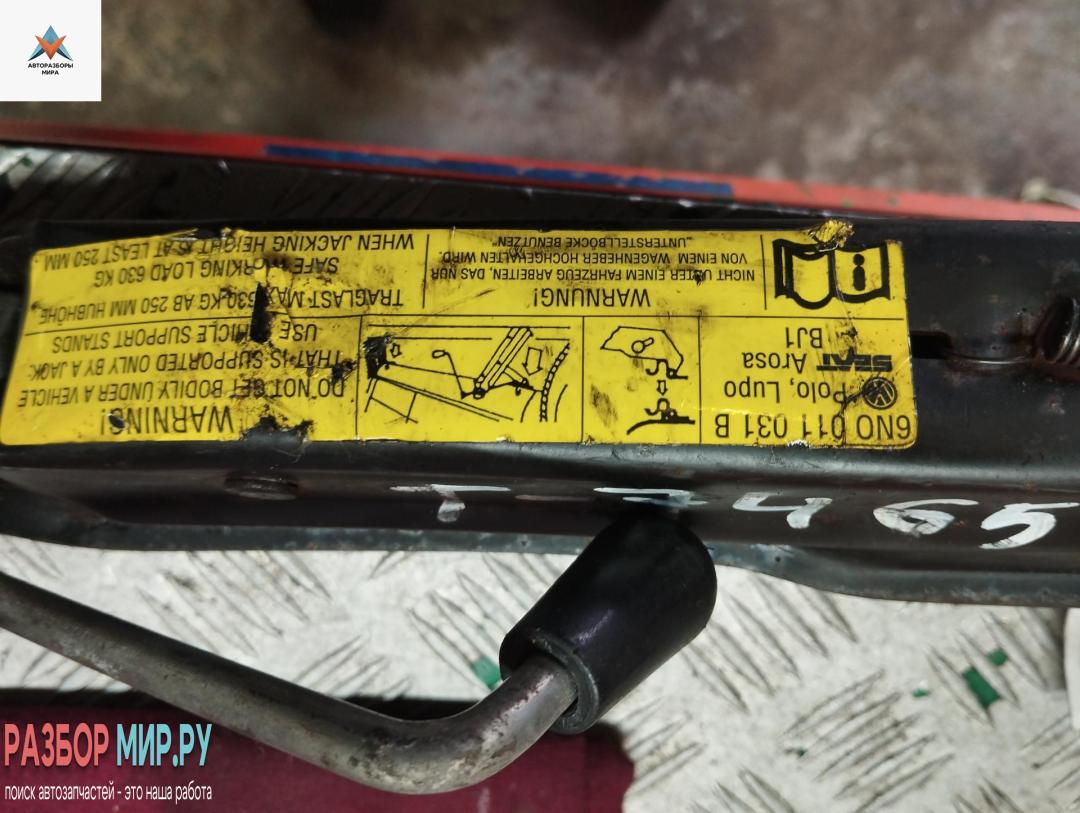 АВТОРАЗБОРЫ
МИРА
6N0 011 031 B
Polo, Lupo
SEAT Arosa
BJ1
WARNUNG!
NICHT UNTER EINEM FAHRZEUG ARBEITEN, DAS NUR
VON EINEM WAGENHEBER HOCHGEHALTEN WIRD.
"UNTERSTELLBÖCKE BENUTZEN"
WARNING!
DO NOT GET BODILY UNDER A VEHICLE
THAT IS SUPPORTED ONLY BY A JACK.
USE VEHICLE SUPPORT STANDS
TRAGLAST MAX. 630 KG AB 250 MM HUBHÖHE,
SAFE WORKING LOAD 630 KG
WHEN JACKING HEIGHT IS AT LEAST 250 MM,
T-7465
РАЗБОР МИР.РУ
поиск автозапчастей - это наша работа